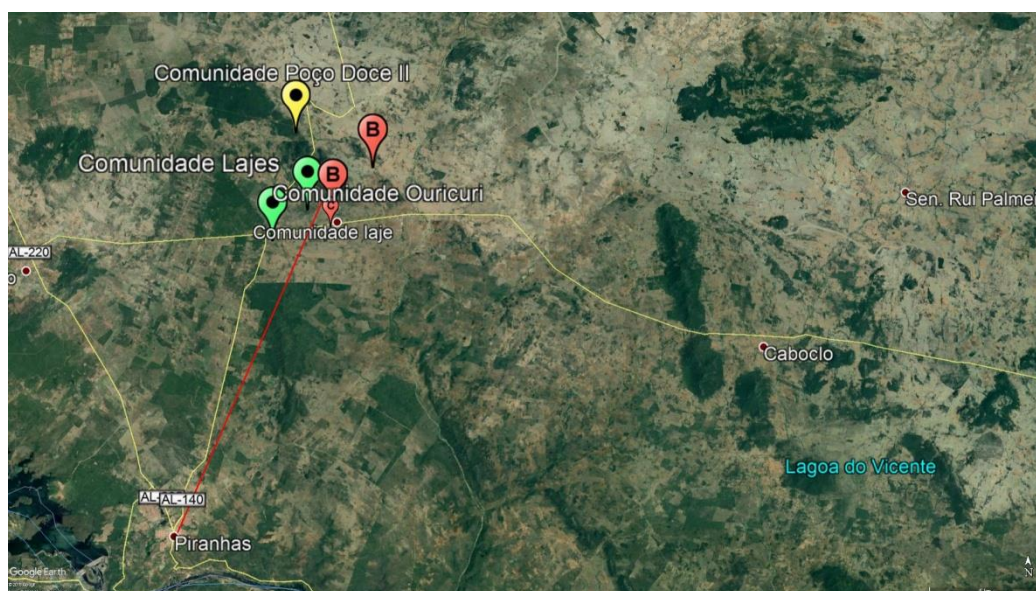 Comunidade Poço Doce II
B
Comunidade Lajes
B
Comunidade Ouricuri
C
Comunidade laje
Sen. Rui Palmer
AL-220
o
Caboclo
Lagoa do Vicente
AL-140
Piranhas
Google Earth
N